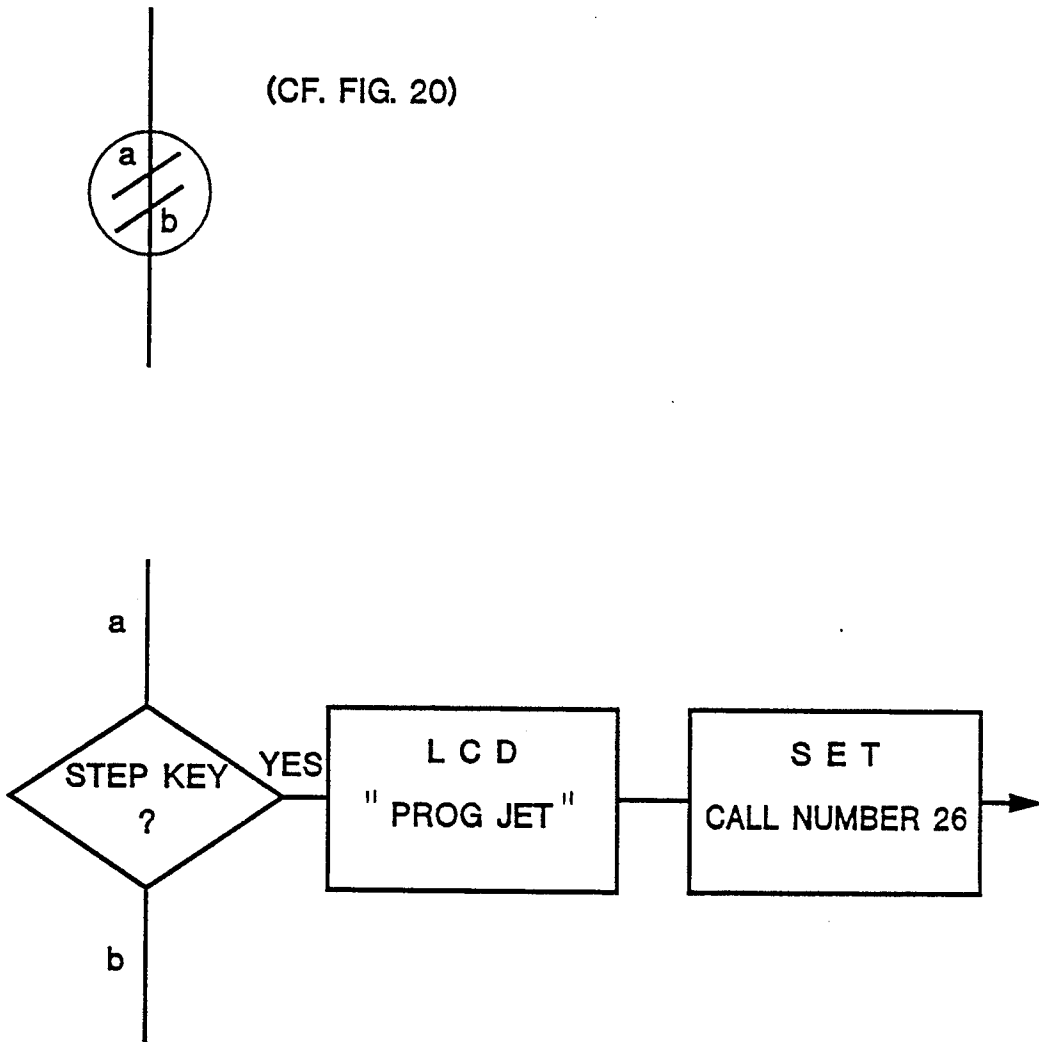 (CF. FIG. 20)
a
b
a
STEP KEY
?
YES
L C D
" PROG JET "
S E T
CALL NUMBER 26
b